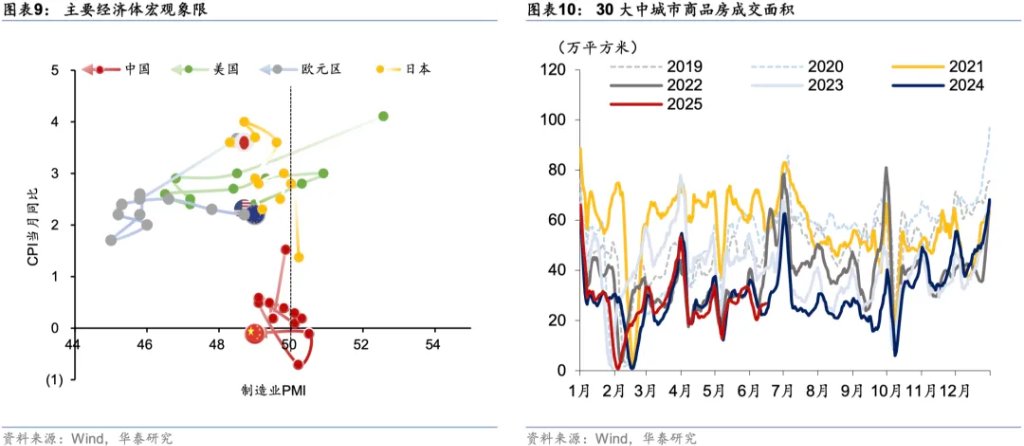 图表9： 主要经济体宏观象限
中国 美国 欧元区 日本
CPI当月同比
5
4
3
2
1
0
(1)
44 46 48 50 52 54
制造业PMI
资料来源：Wind，华泰研究
图表10： 30 大中城市商品房成交面积
(万平方米)
2019 2020 2021
2022 2023 2024
2025
120
100
80
60
40
20
0
1月 2月 3月 4月 5月 6月 7月 8月 9月 10月 11月 12月
资料来源：Wind，华泰研究